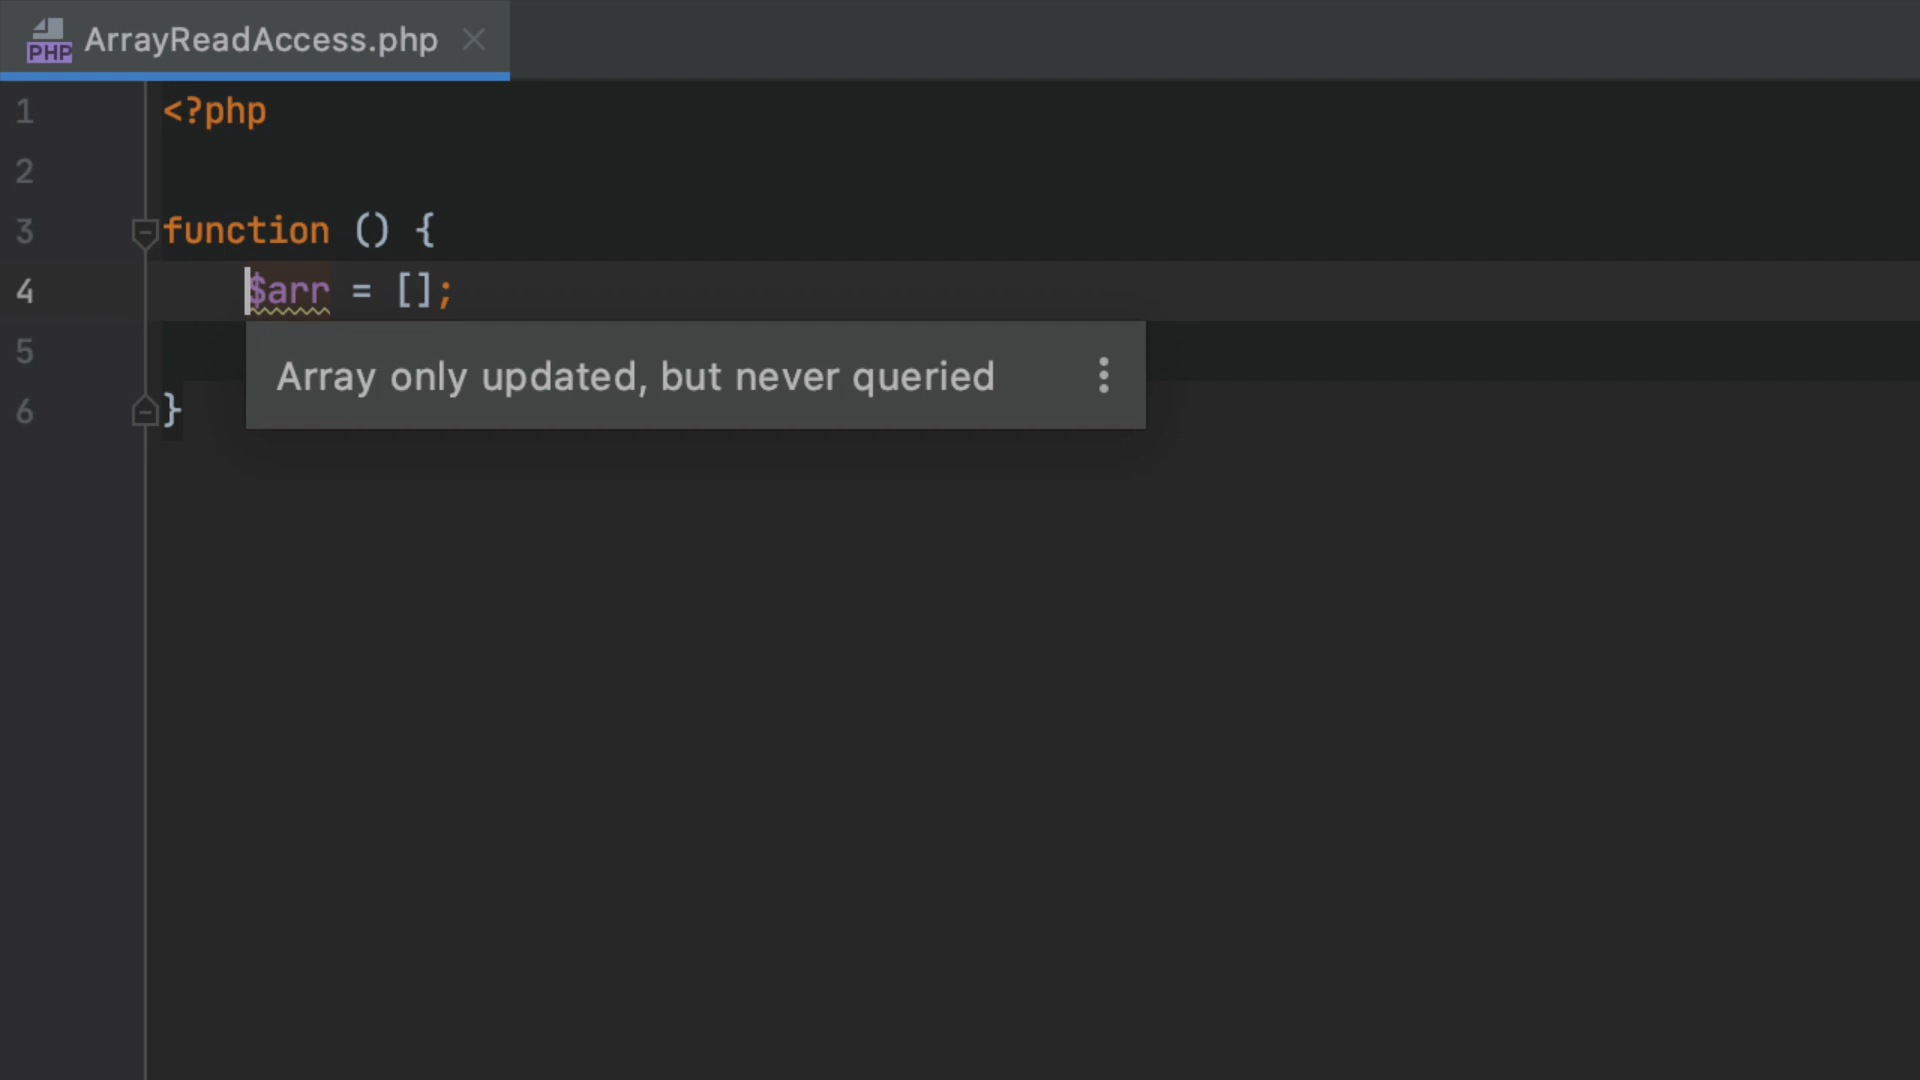 PHP ArrayReadAccess.php
1 <?php
2
3 function () {
4 $arr = [];
5
Array only updated, but never queried
6 }